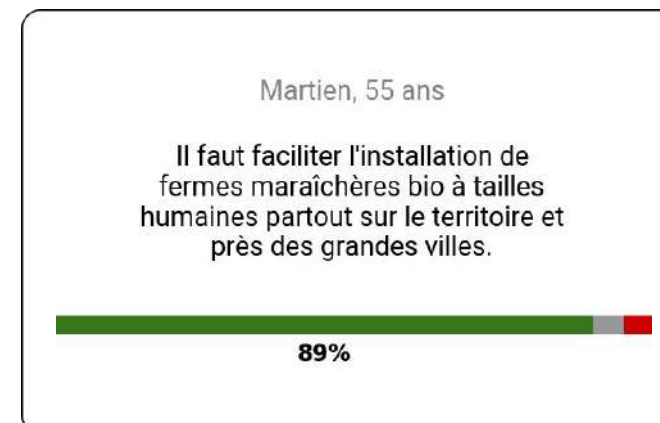 Martien, 55 ans
Il faut faciliter l'installation de
fermes maraîchères bio à tailles
humaines partout sur le territoire et
près des grandes villes.
89%